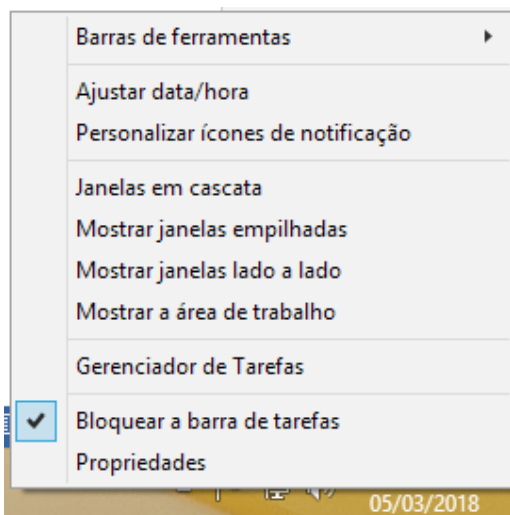 Barras de ferramentas
Ajustar data/hora
Personalizar ícones de notificação
Janelas em cascata
Mostrar janelas empilhadas
Mostrar janelas lado a lado
Mostrar a área de trabalho
Gerenciador de Tarefas
Bloquear a barra de tarefas
Propriedades
05/03/2018